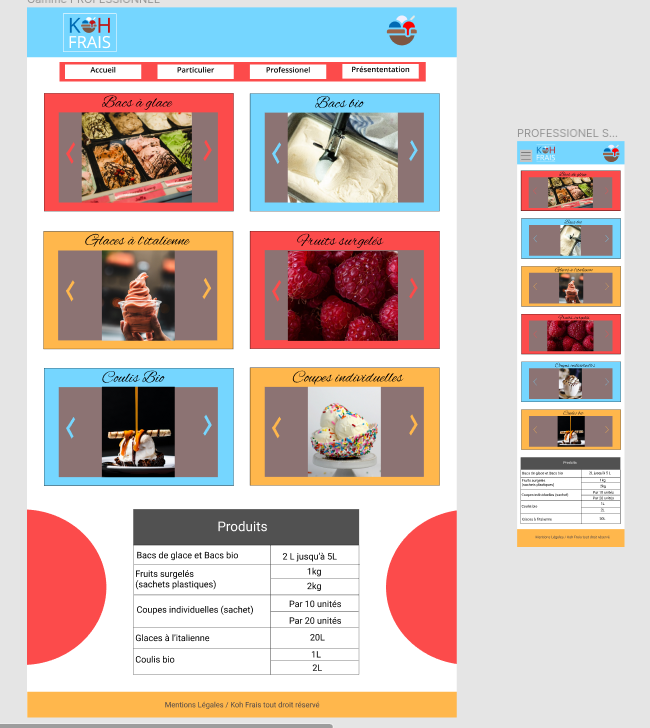 Gamme PROFESSIONNEL
KOH
FRAIS
Accueil
Particulier
Professionel
Présententation
Bacs à glace
Bacs bio
Glaces à l'italienne
Fruits surgelés
Coulis Bio
Coupes individuelles
Produits
Bacs de glace et Bacs bio
2 L jusqu'à 5L
Fruits surgelés
(sachets plastiques)
1kg
2kg
Coupes individuelles (sachet)
Par 10 unités
Par 20 unités
Glaces à l'italienne
20L
Coulis bio
1L
2L
Mentions Légales / Koh Frais tout droit réservé
PROFESSIONEL S...
KOH
FRAIS
Bacs de glace
Bacs bio
Glaces à l'italienne
Fruits surgelés
Coupes individuelles
Coulis bio
Produits
Bacs de glace et Bacs bio
2L jusqu'à 5 L
Fruits surgelés
(sachets plastiques)
1kg
2kg
Coupes individuelles (sachet)
Par 10 unités
Par 20 unités
Coulis bio
1L
2L
Glaces à l'italienne
20L
Mentions Légales / Koh Frais tout droit réservé